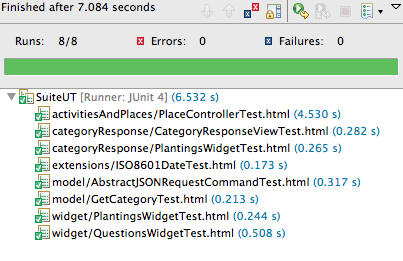 Finished after 7.084 seconds
Runs: 8/8 Errors: 0 Failures: 0
SuiteUT [Runner: JUnit 4] (6.532 s)
activitiesAndPlaces/PlaceControllerTest.html (4.530 s)
categoryResponse/CategoryResponseViewTest.html (0.282 s)
categoryResponse/PlantingsWidgetTest.html (0.265 s)
extensions/ISO8601DateTest.html (0.173 s)
model/AbstractJSONRequestCommandTest.html (0.317 s)
model/GetCategoryTest.html (0.213 s)
widget/PlantingsWidgetTest.html (0.244 s)
widget/QuestionsWidgetTest.html (0.508 s)